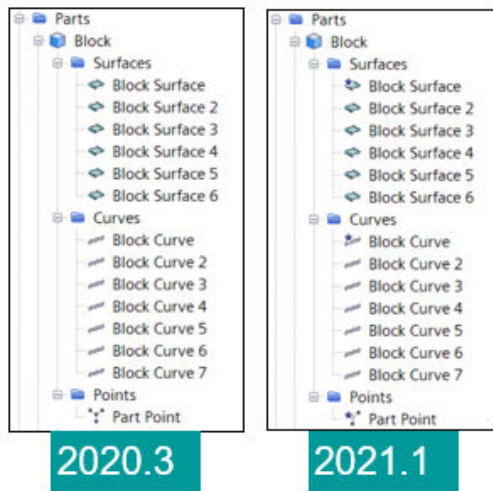 Parts
Block
Surfaces
Block Surface
Block Surface 2
Block Surface 3
Block Surface 4
Block Surface 5
Block Surface 6
Curves
Block Curve
Block Curve 2
Block Curve 3
Block Curve 4
Block Curve 5
Block Curve 6
Block Curve 7
Points
Part Point
2020.3
Parts
Block
Surfaces
Block Surface
Block Surface 2
Block Surface 3
Block Surface 4
Block Surface 5
Block Surface 6
Curves
Block Curve
Block Curve 2
Block Curve 3
Block Curve 4
Block Curve 5
Block Curve 6
Block Curve 7
Points
Part Point
2021.1